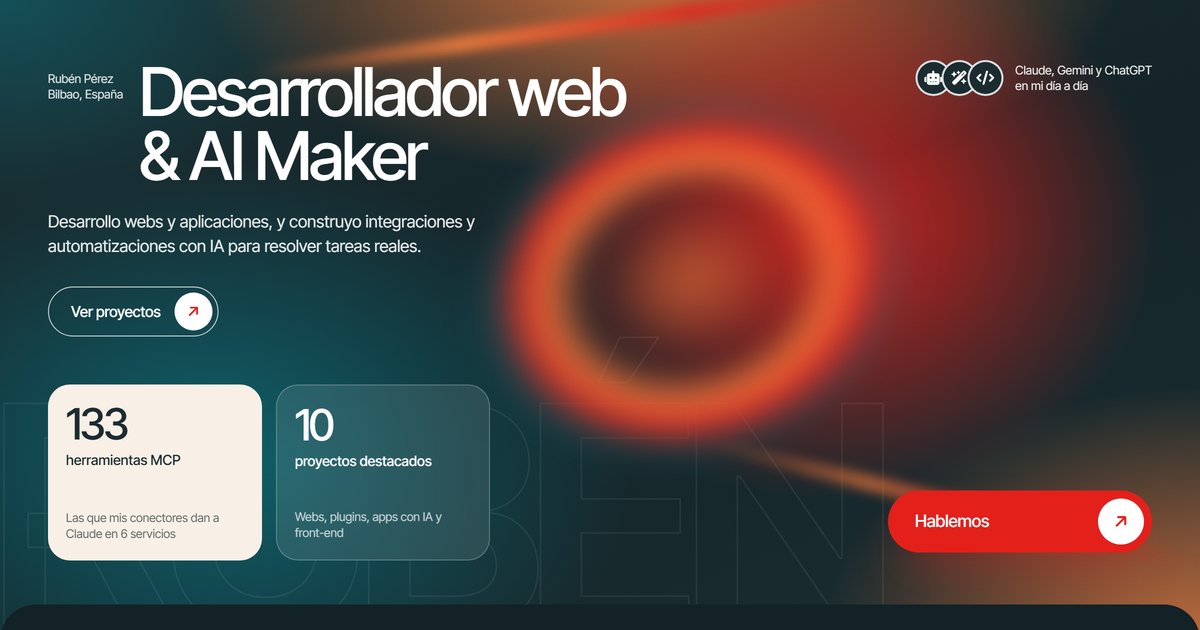 Rubén Pérez
Bilbao, España
Desarrollador web
& AI Maker
Claude, Gemini y ChatGPT
en mi día a día
Desarrollo webs y aplicaciones, y construyo integraciones y
automatizaciones con IA para resolver tareas reales.
Ver proyectos
133
herramientas MCP
Las que mis conectores dan a
Claude en 6 servicios
10
proyectos destacados
Webs, plugins, apps con IA y
front-end
Hablemos
RUBÉN